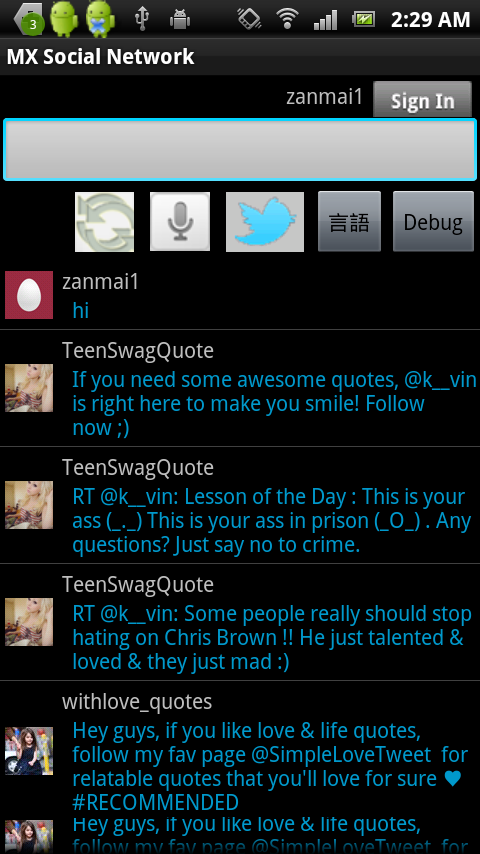 3
2:29 AM
MX Social Network
zanmai1
Sign In
言語
Debug
zanmai1
hi
TeenSwagQuote
If you need some awesome quotes, @k__vin
is right here to make you smile! Follow
now ;)
TeenSwagQuote
RT @k__vin: Lesson of the Day : This is your
ass (_._) This is your ass in prison (_O_) . Any
questions? Just say no to crime.
TeenSwagQuote
RT @k__vin: Some people really should stop
hating on Chris Brown !! He just talented &
loved & they just mad :)
withlove_quotes
Hey guys, if you like love & life quotes,
follow my fav page @SimpleLoveTweet  for
relatable quotes that you'll love for sure ♥
#RECOMMENDED
Hey guys, if you like love & life quotes,
follow my fav page @SimpleLoveTweet  for